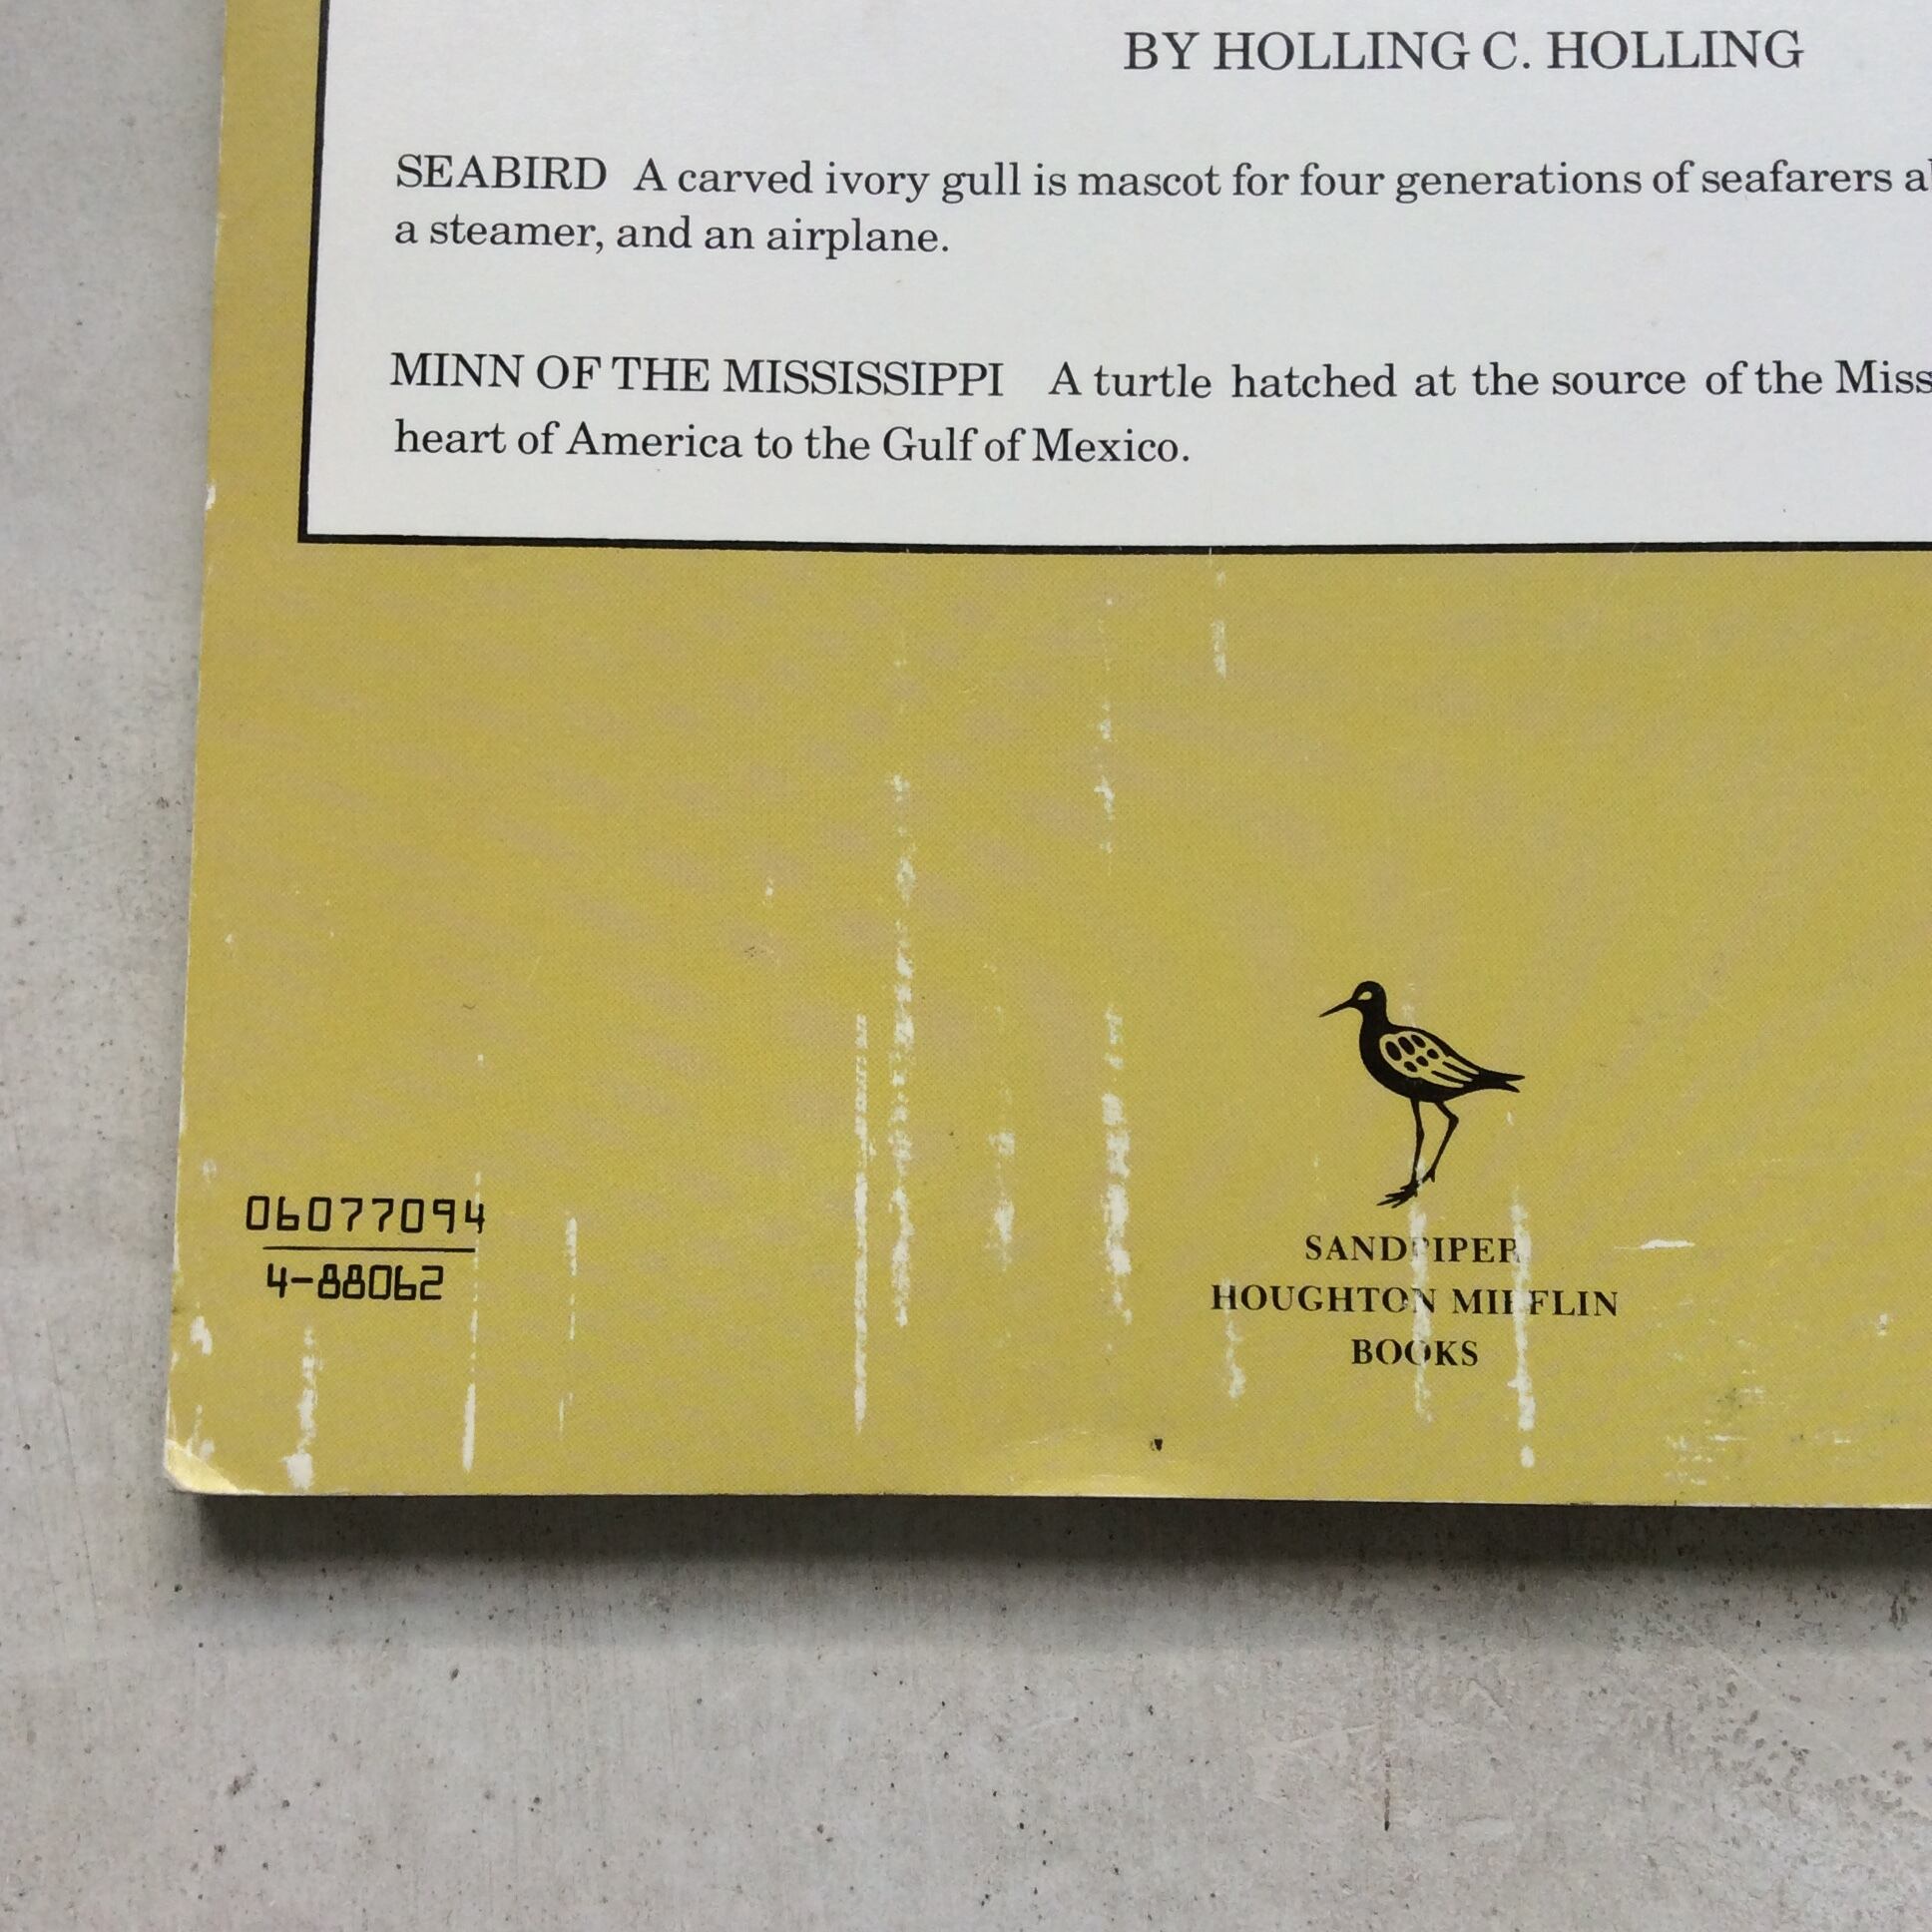 BY HOLLING C. HOLLING
SEABIRD A carved ivory gull is mascot for four generations of seafarers
a steamer, and an airplane.
MINN OF THE MISSISSIPPI A turtle hatched at the source of the
heart of America to the Gulf of Mexico.
06077094
4-88062
SANDPIPER
HOUGHTON MIFFLIN
BOOKS